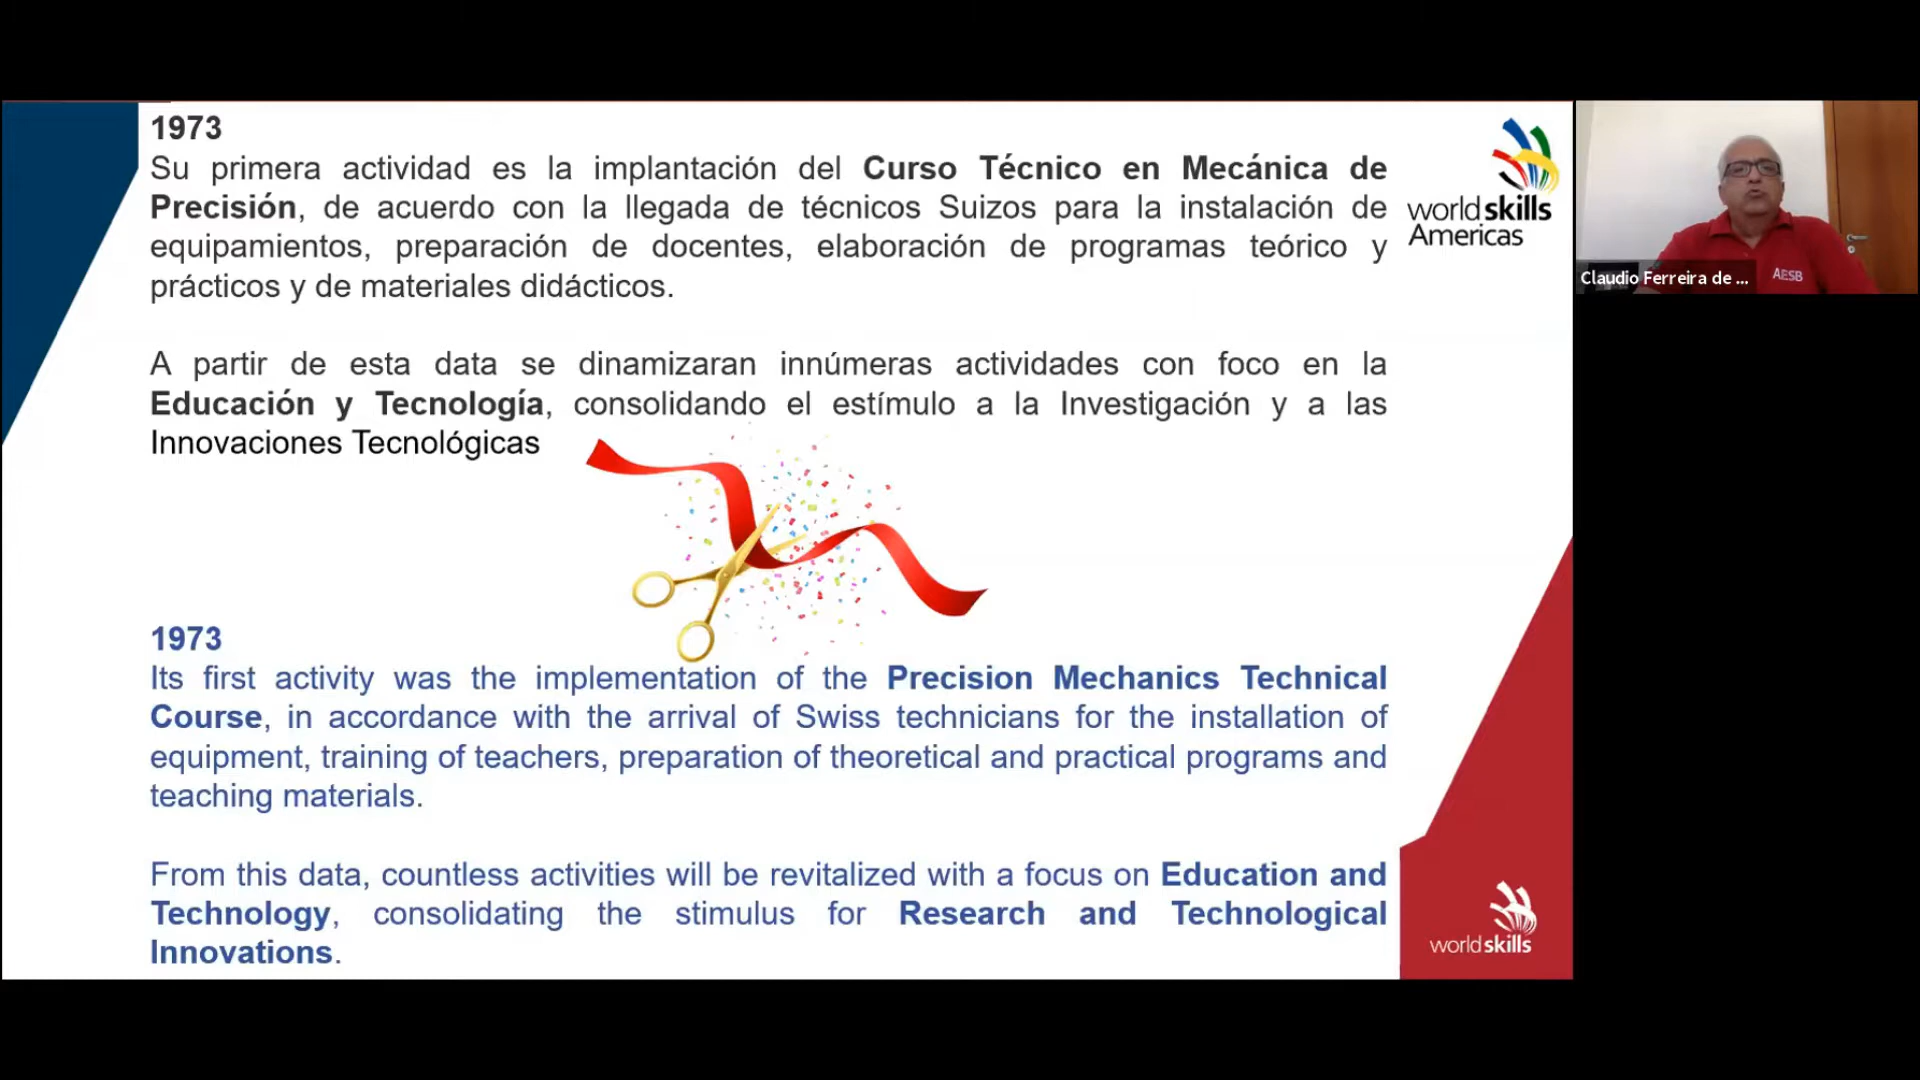 1973
Su primera actividad es la implantación del Curso Técnico en Mecánica de
Precisión, de acuerdo con la llegada de técnicos Suizos para la instalación de
equipamientos, preparación de docentes, elaboración de programas teórico y
prácticos y de materiales didácticos.
A partir de esta data se dinamizaran innúmeras actividades con foco en la
Educación y Tecnología, consolidando el estímulo a la Investigación y a las
Innovaciones Tecnológicas
1973
Its first activity was the implementation of the Precision Mechanics Technical
Course, in accordance with the arrival of Swiss technicians for the installation of
equipment, training of teachers, preparation of theoretical and practical programs and
teaching materials.
From this data, countless activities will be revitalized with a focus on Education and
Technology, consolidating the stimulus for Research and Technological
Innovations.
worldskills
Americas
worldskills
Claudio Ferreira de ...
AESB